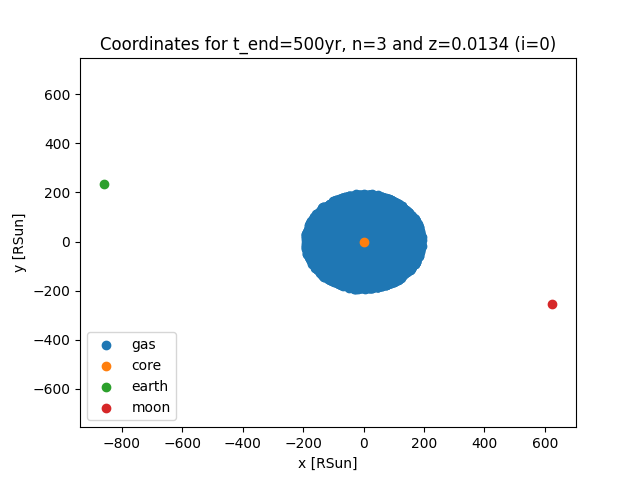 Coordinates for t_end=500yr, n=3 and z=0.0134 (i=0)
y [RSun]
600
400
200
0
−200
−400
−600
gas
core
earth
moon
−800
−600
−400
−200
0
200
400
600
x [RSun]